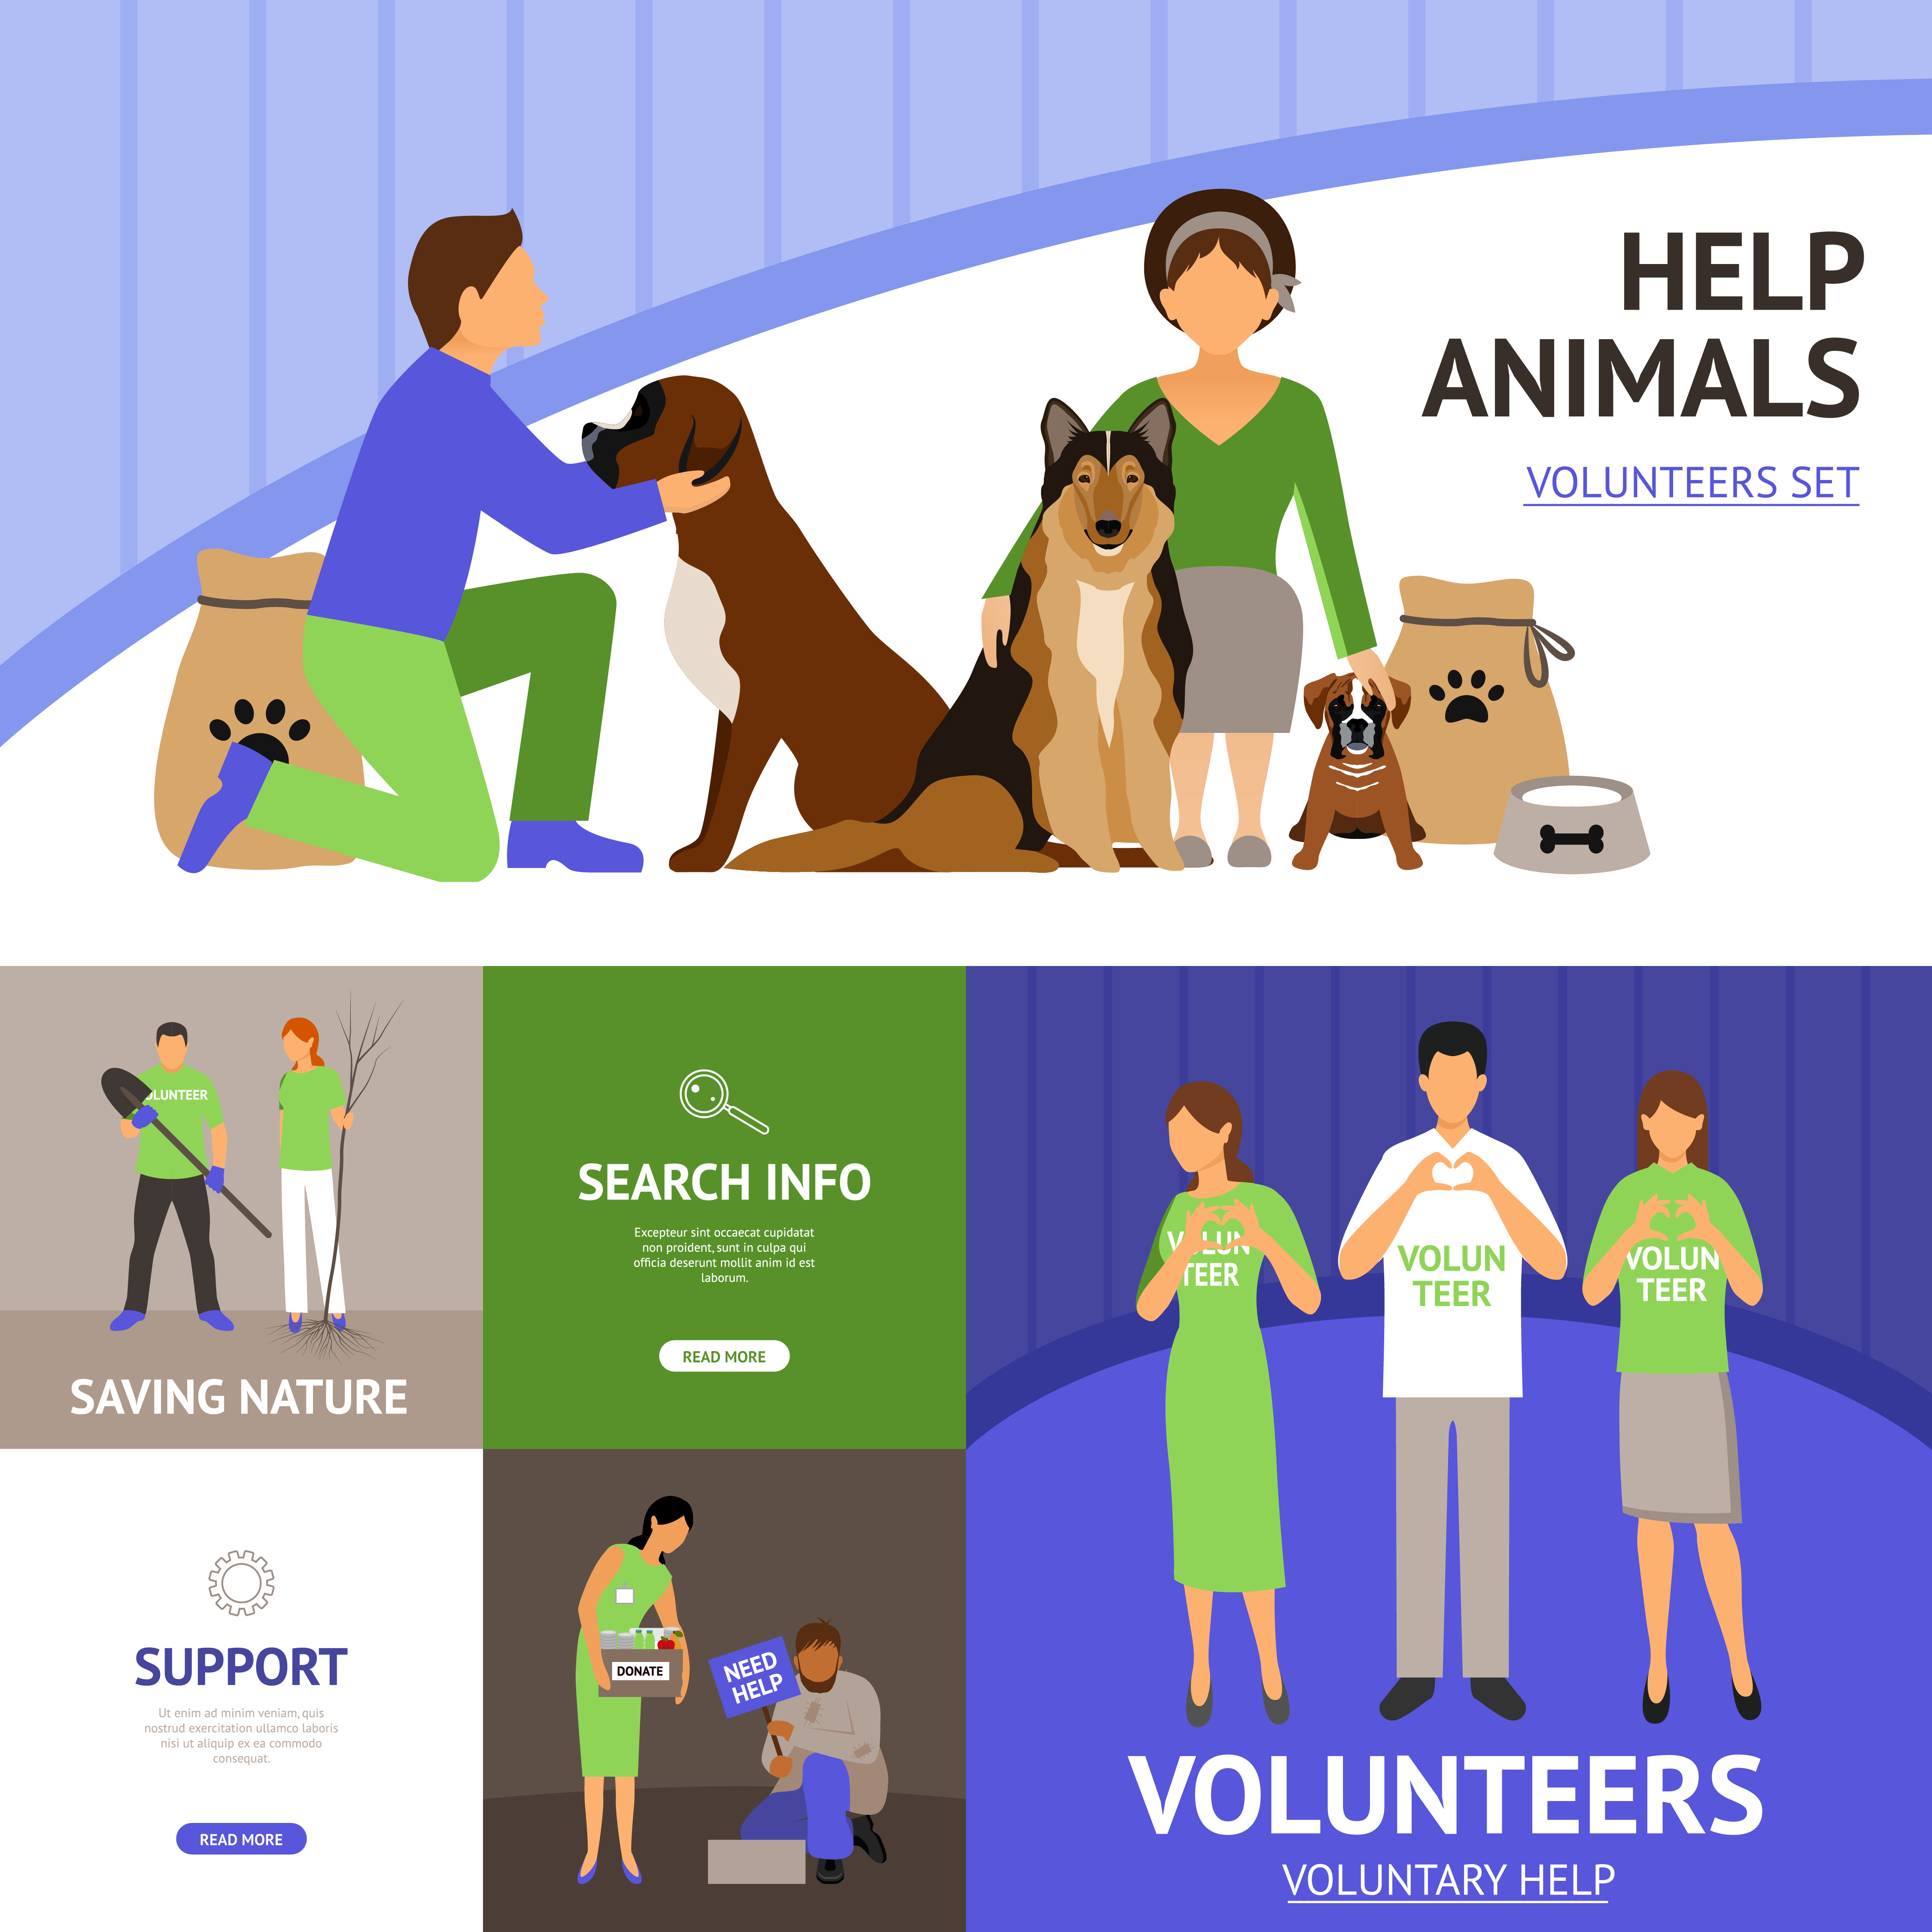 HELP
ANIMALS
VOLUNTEERS SET
OLUNTEER
SAVING NATURE
SEARCH INFO
Excepteur sint occaecat cupidatat
non proident, sunt in culpa qui
officia deserunt mollit anim id est
laborum.
READ MORE
SUPPORT
Ut enim ad minim veniam, quis
nostrud exercitation ullamco laboris
nisi ut aliquip ex ea commodo
consequat.
READ MORE
DONATE
NEED
HELP
VOLUN
TEER
VOLUN
TEER
VOLUN
TEER
VOLUNTEERS
VOLUNTARY HELP